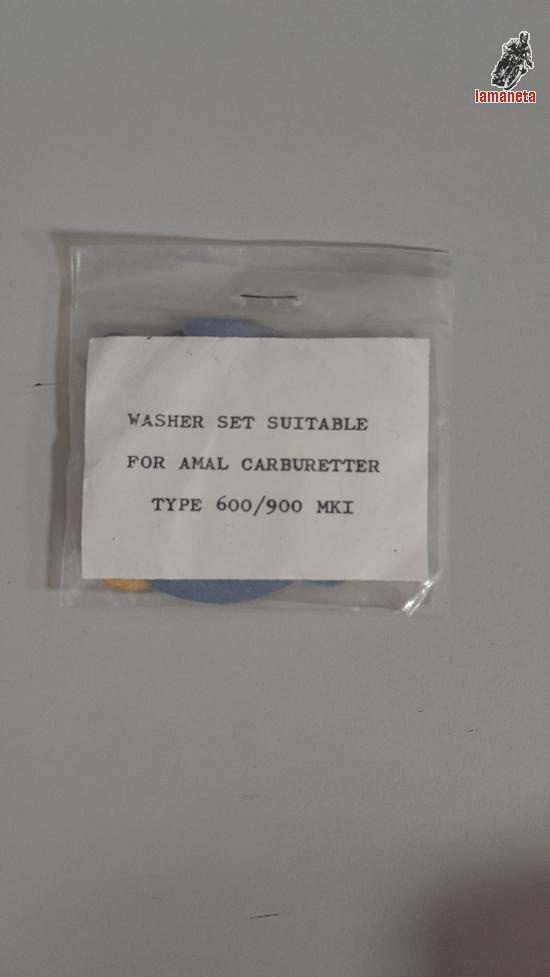 lamaneta
WASHER SET SUITABLE
FOR AMAL CARBURETTER
TYPE 600/900 MKI